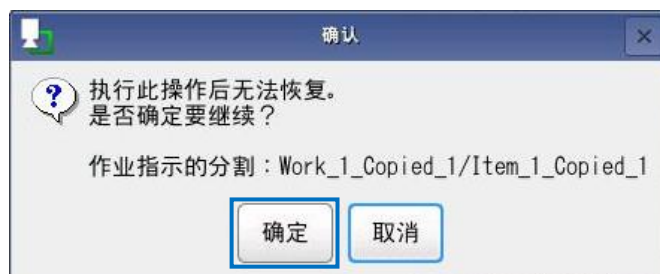 确认
执行此操作后无法恢复。
是否确定要继续？
作业指示的分割：Work_1_Copied_1/Item_1_Copied_1
确定
取消